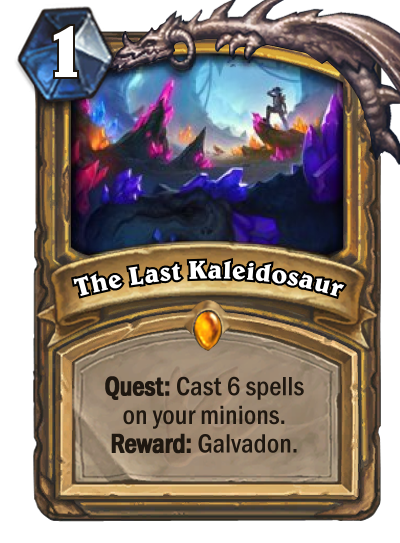 1
The Last Kaleidosaur
Quest: Cast 6 spells
on your minions.
Reward: Galvadon.